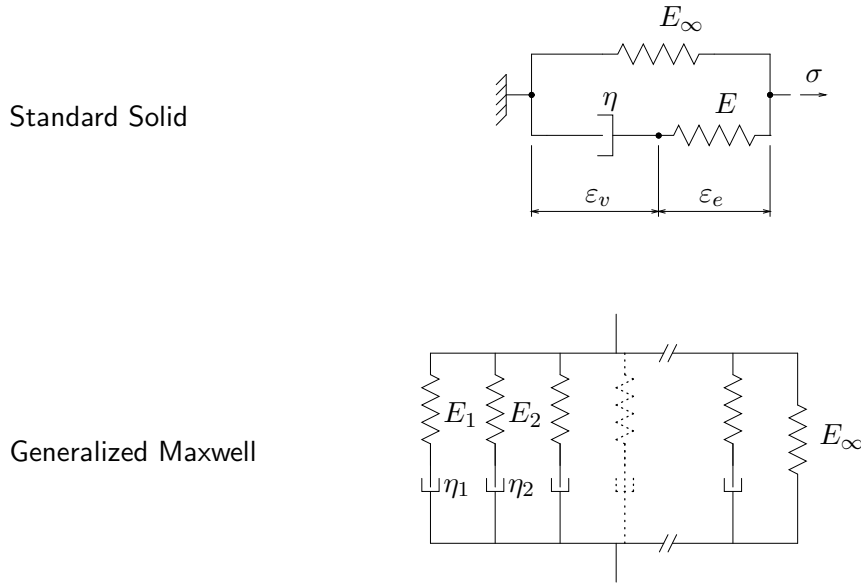 E∞
σ
Standard Solid
η
E
εv
εe
E1
E2
E∞
Generalized Maxwell
η1
η2